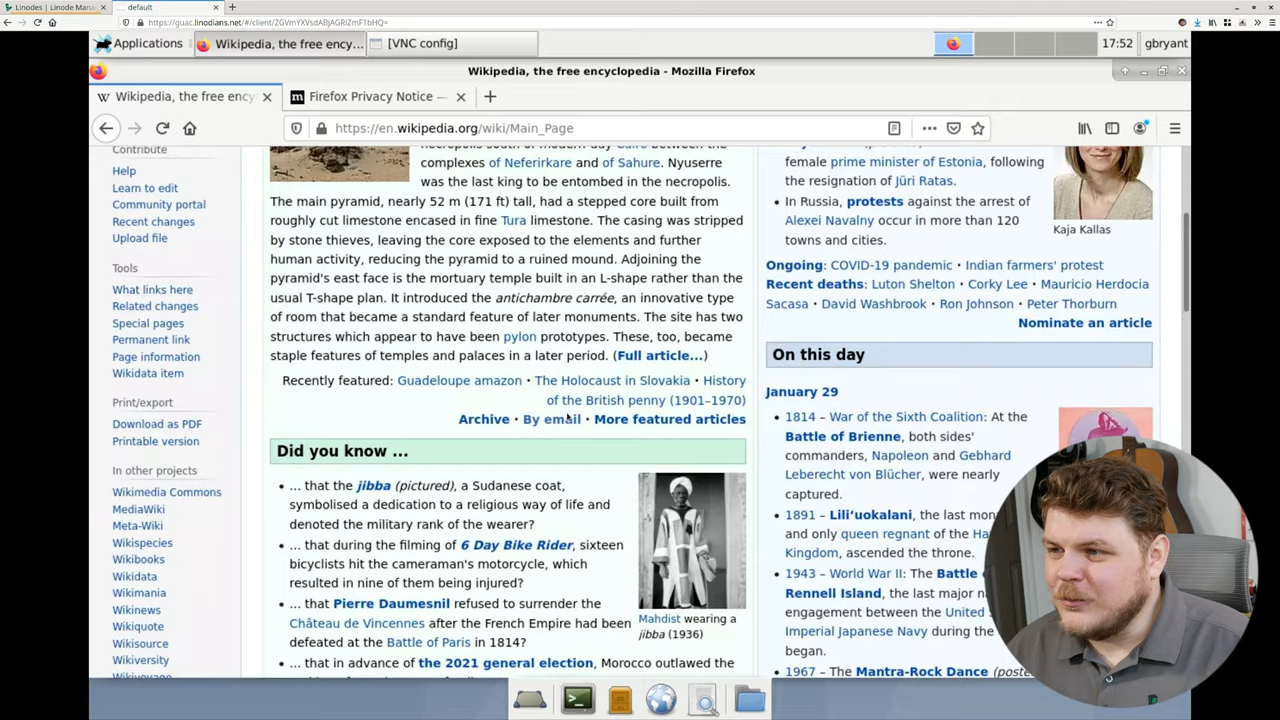 Linodes | Linode Mana
default
https://guac.linodians.net/#/client/ZGVmYXVsdABjAGRlZmF1bHQ=
Applications
Wikipedia, the free ency...
[VNC config]
17:52
gbryant
Wikipedia, the free encyclopedia - Mozilla Firefox
Wikipedia, the free ency
Firefox Privacy Notice —
https://en.wikipedia.org/wiki/Main_Page
Contribute
Help
Learn to edit
Community portal
Recent changes
Upload file
Tools
What links here
Related changes
Special pages
Permanent link
Page information
Wikidata item
Print/export
Download as PDF
Printable version
In other projects
Wikimedia Commons
MediaWiki
Meta-Wiki
Wikispecies
Wikibooks
Wikidata
Wikimania
Wikinews
Wikiquote
Wikisource
Wikiversity
Wikivoyage
necropolis south of modern-day Cairo between the
complexes of Neferirkare and of Sahure. Nyuserre
was the last king to be entombed in the necropolis.
The main pyramid, nearly 52 m (171 ft) tall, had a stepped core built from
roughly cut limestone encased in fine Tura limestone. The casing was stripped
by stone thieves, leaving the core exposed to the elements and further
human activity, reducing the pyramid to a ruined mound. Adjoining the
pyramid's east face is the mortuary temple built in an L-shape rather than the
usual T-shape plan. It introduced the antichambre carrée, an innovative type
of room that became a standard feature of later monuments. The site has two
structures which appear to have been pylon prototypes. These, too, became
staple features of temples and palaces in a later period. (Full article...)
Recently featured: Guadeloupe amazon · The Holocaust in Slovakia · History
of the British penny (1901–1970)
Archive · By email · More featured articles
Did you know ...
... that the jibba (pictured), a Sudanese coat,
symbolised a dedication to a religious way of life and
denoted the military rank of the wearer?
... that during the filming of 6 Day Bike Rider, sixteen
bicyclists hit the cameraman's motorcycle, which
resulted in nine of them being injured?
... that Pierre Daumesnil refused to surrender the
Château de Vincennes after the French Empire had been
defeated at the Battle of Paris in 1814?
... that in advance of the 2021 general election, Morocco outlawed the
Mahdist wearing a
jibba (1936)
female prime minister of Estonia, following
the resignation of Jüri Ratas.
In Russia, protests against the arrest of
Alexei Navalny occur in more than 120
towns and cities.
Kaja Kallas
Ongoing: COVID-19 pandemic · Indian farmers' protest
Recent deaths: Luton Shelton · Corky Lee · Mauricio Herdocia
Sacasa · David Washbrook · Ron Johnson · Peter Thorburn
Nominate an article
On this day
January 29
1814 – War of the Sixth Coalition: At the
Battle of Brienne, both sides'
commanders, Napoleon and Gebhard
Leberecht von Blücher, were nearly
captured.
1891 – Liliʻuokalani, the last mon
and only queen regnant of the Ha
Kingdom, ascended the throne.
1943 – World War II: The Battle
Rennell Island, the last major n
engagement between the United
Imperial Japanese Navy during the
began.
1967 – The Mantra-Rock Dance (poste